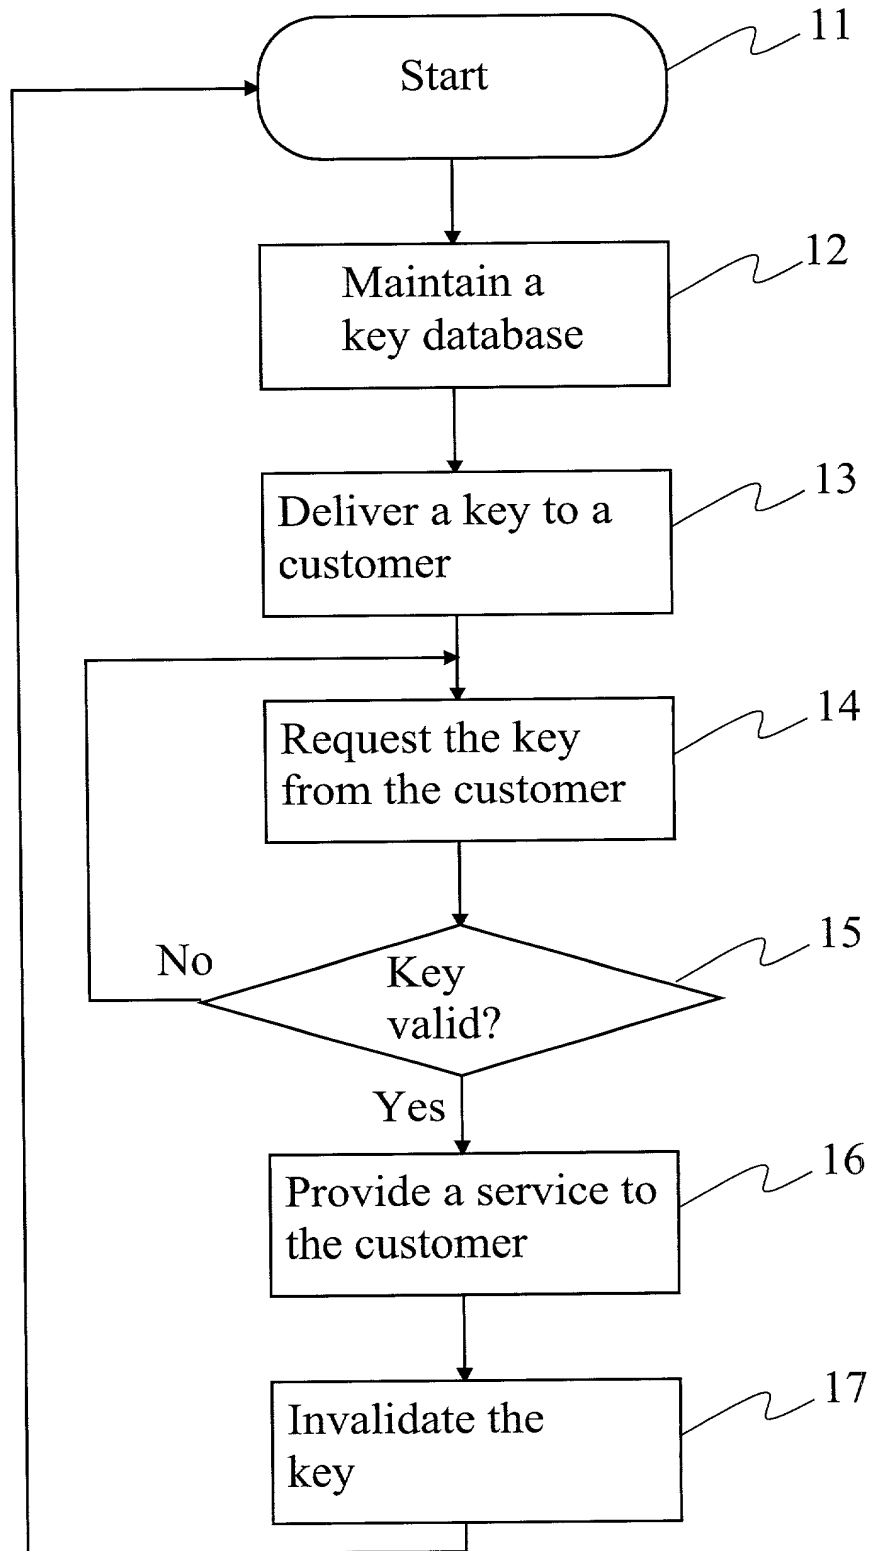 Start
11
Maintain a
key database
12
Deliver a key to a
customer
13
Request the key
from the customer
14
No
Key
valid?
15
Yes
Provide a service to
the customer
16
Invalidate the
key
17